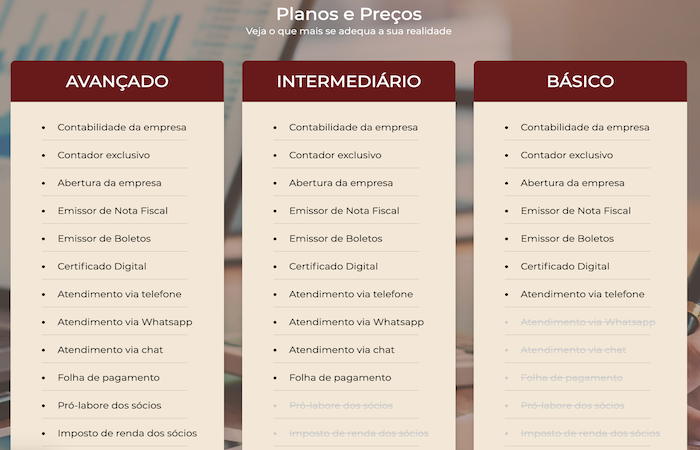 Planos e Preços
Veja o que mais se adequa a sua realidade
AVANÇADO
Contabilidade da empresa
Contador exclusivo
Abertura da empresa
Emissor de Nota Fiscal
Emissor de Boletos
Certificado Digital
Atendimento via telefone
Atendimento via Whatsapp
Atendimento via chat
Folha de pagamento
Pró-labore dos sócios
Imposto de renda dos sócios
INTERMEDIÁRIO
Contabilidade da empresa
Contador exclusivo
Abertura da empresa
Emissor de Nota Fiscal
Emissor de Boletos
Certificado Digital
Atendimento via telefone
Atendimento via Whatsapp
Atendimento via chat
Folha de pagamento
Pró-labore dos sócios
Imposto de renda dos sócios
BÁSICO
Contabilidade da empresa
Contador exclusivo
Abertura da empresa
Emissor de Nota Fiscal
Emissor de Boletos
Certificado Digital
Atendimento via telefone
Atendimento via Whatsapp
Atendimento via chat
Folha de pagamento
Pró-labore dos sócios
Imposto de renda dos sócios